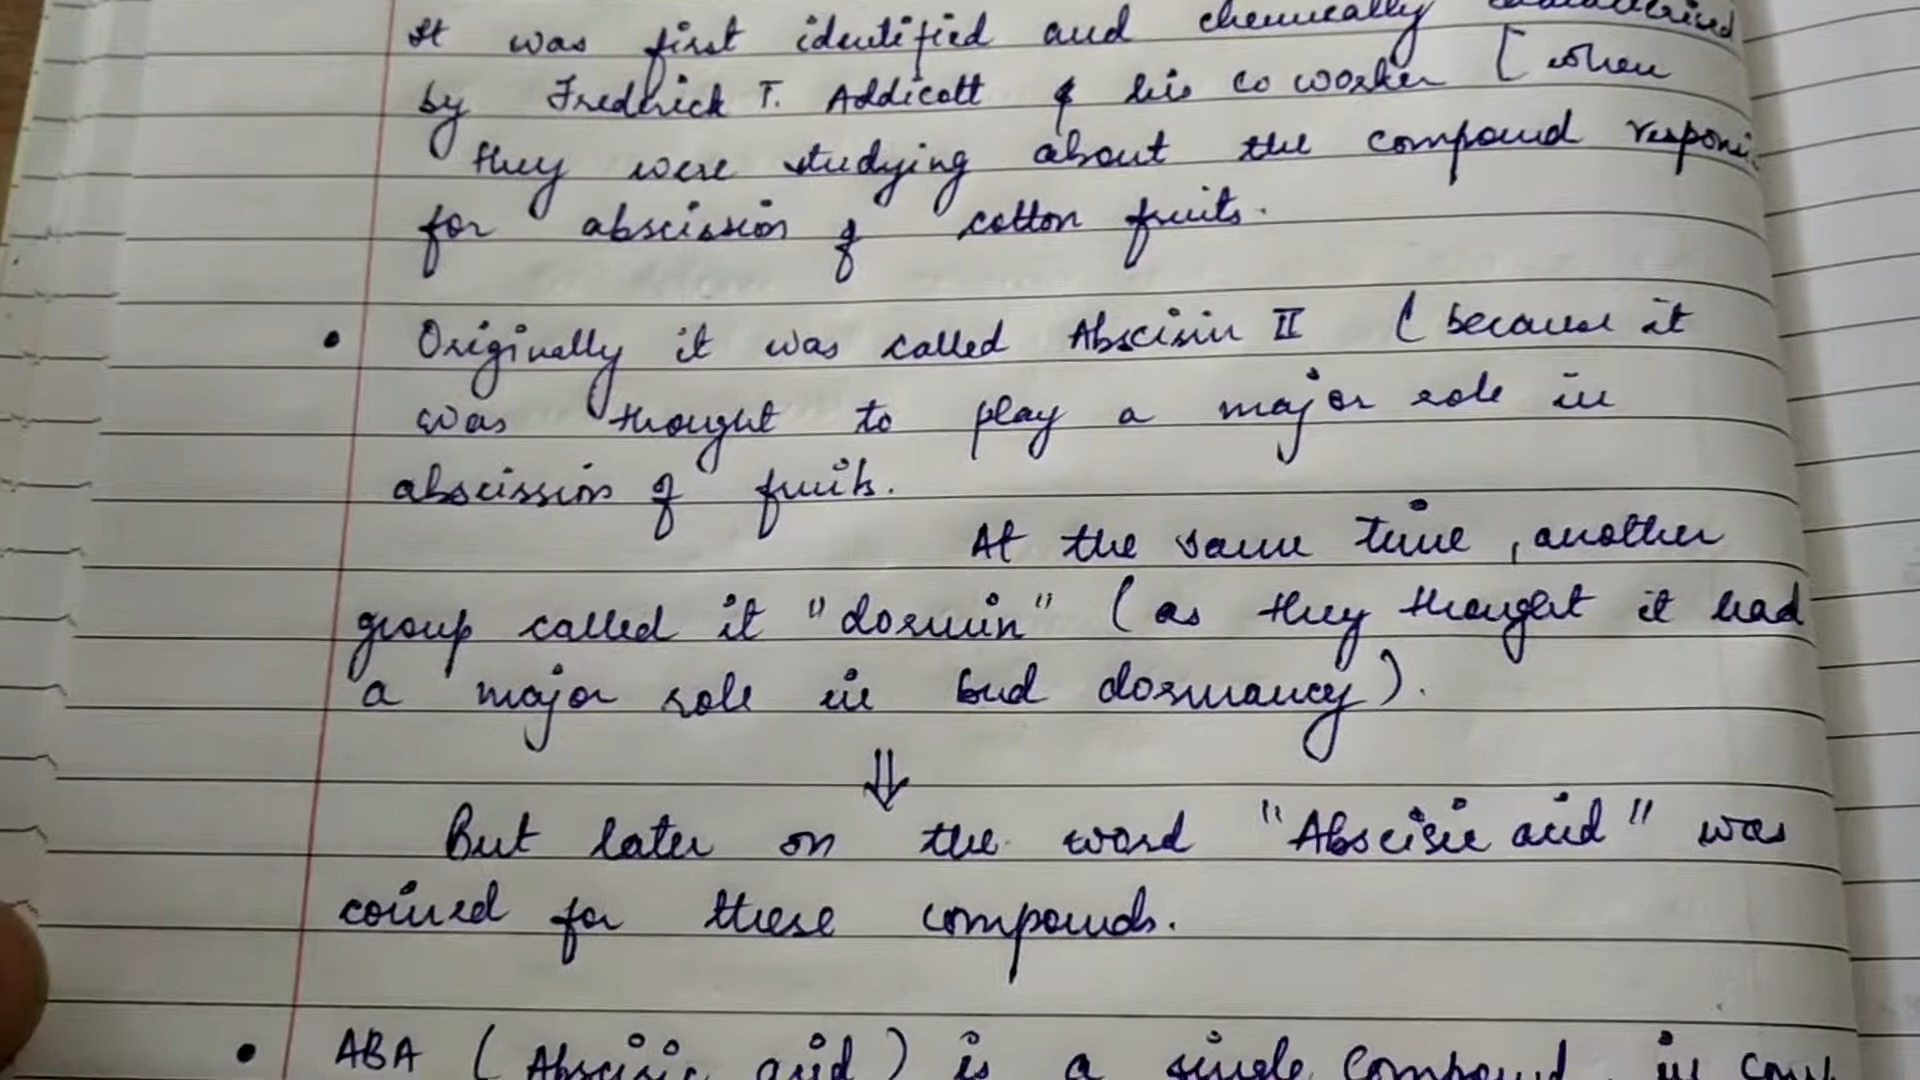 It was first identified and chemically characterised
by Fredrick T. Addicott & his co worker [ when
they were studying about the compound responsi
for abscission of cotton fruits.
• Originally it was called Abscisin II ( because it
was thought to play a major role in
abscission of fruits.
At the same time, another
group called it "dormin" ( as they thought it had
a major role in bud dormancy).
⇓
But later on the word "Abscisic acid" was
coined for these compounds.
• ABA ( Abscisic acid ) is a single compound, in